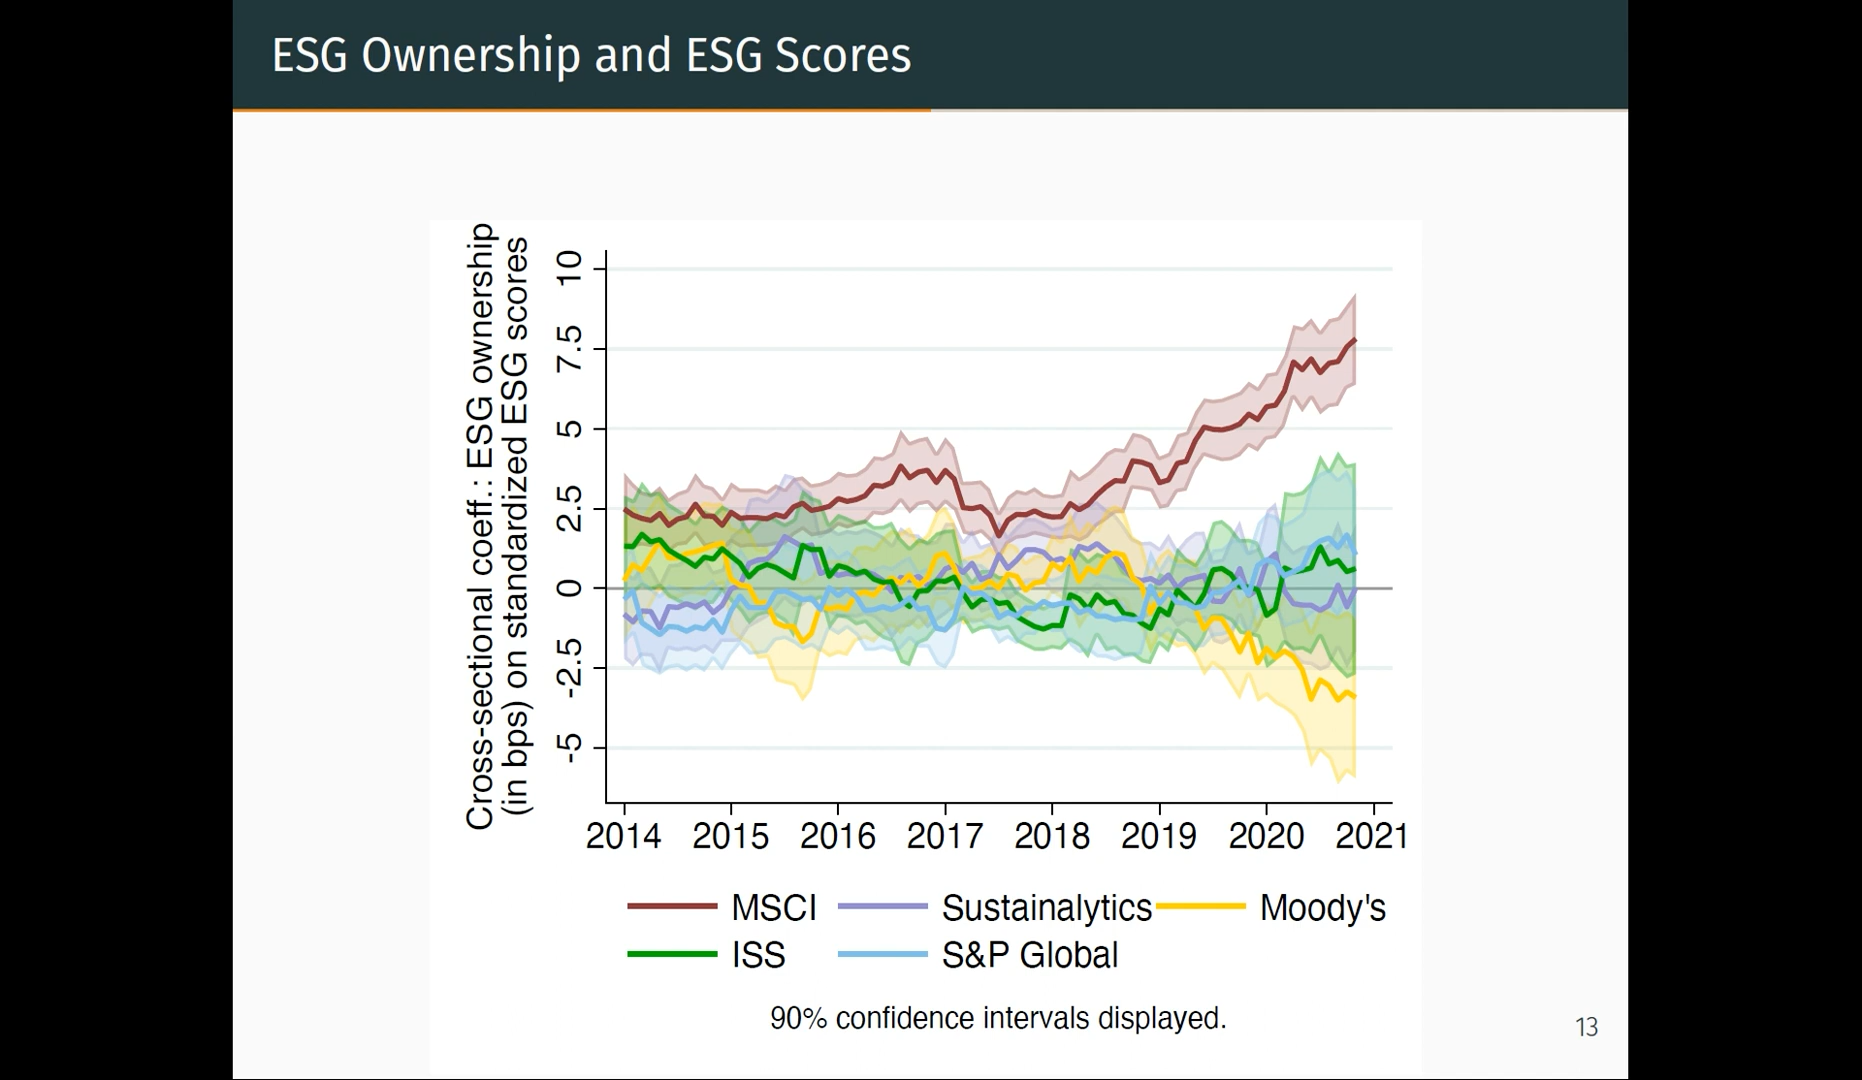 ESG Ownership and ESG Scores
Cross-sectional coeff.: ESG ownership
(in bps) on standardized ESG scores
10
7.5
5
2.5
0
-2.5
-5
2014 2015 2016 2017 2018 2019 2020 2021
MSCI Sustainalytics Moody's
ISS S&P Global
90% confidence intervals displayed.
13